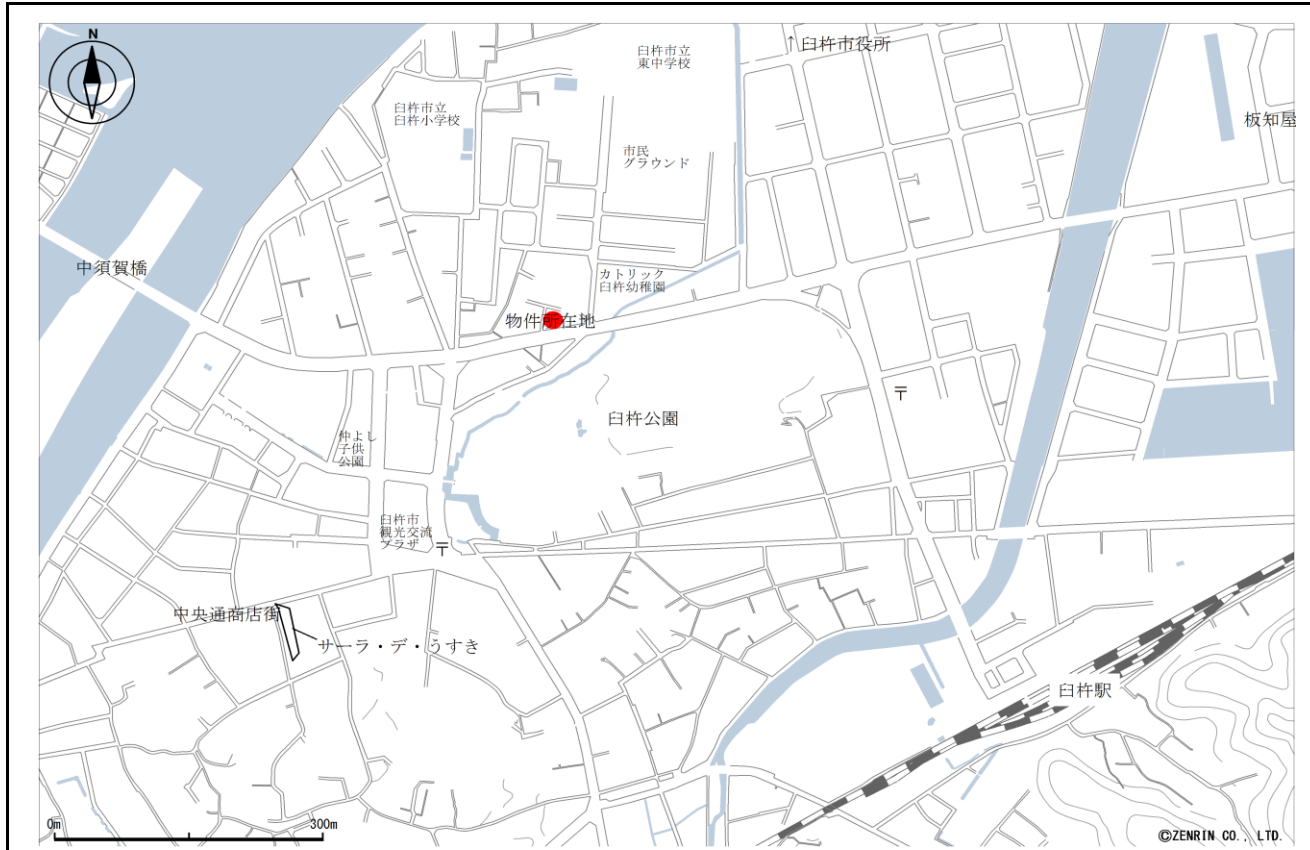 N
↑臼杵市役所
臼杵市立
東中学校
臼杵市立
臼杵小学校
板知屋
市民
グラウンド
中須賀橋
カトリック
臼杵幼稚園
物件所在地
〒
臼杵公園
仲よし
子供
公園
臼杵市
観光交流
プラザ
〒
中央通商店街
サーラ・デ・うすき
臼杵駅
0m
300m
©ZENRIN CO., LTD.